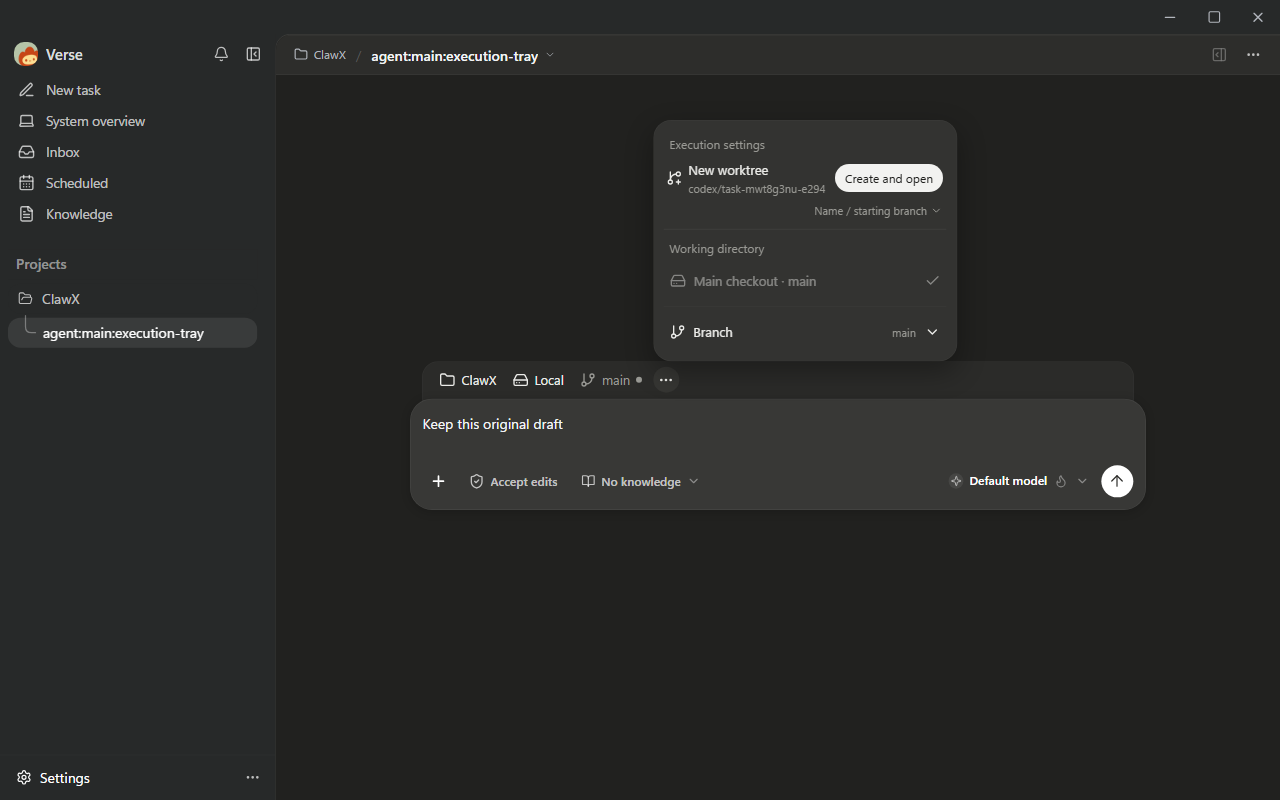 Verse
New task
System overview
Inbox
Scheduled
Knowledge
Projects
ClawX
agent:main:execution-tray
Settings
ClawX / agent:main:execution-tray
Execution settings
New worktree
codex/task-mwt8g3nu-e294
Create and open
Name / starting branch
Working directory
Main checkout · main
Branch main
ClawX Local main
Keep this original draft
Accept edits No knowledge Default model